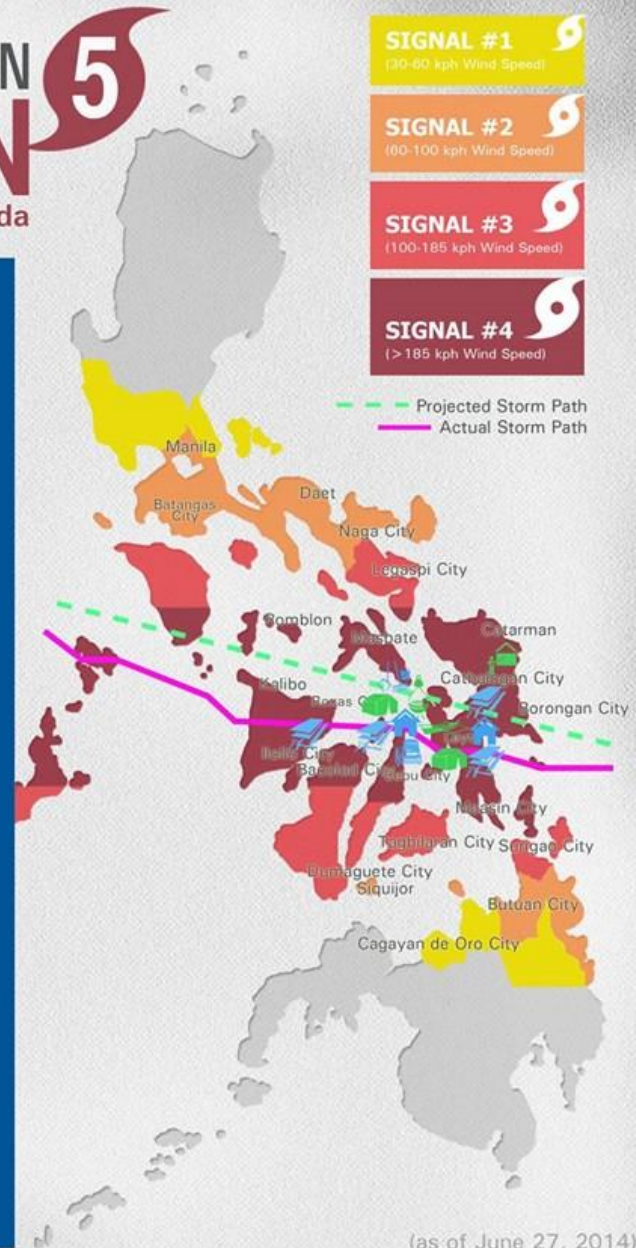 N
5
N
da
SIGNAL #1
(30-60 kph Wind Speed)
SIGNAL #2
(60-100 kph Wind Speed)
SIGNAL #3
(100-185 kph Wind Speed)
SIGNAL #4
(>185 kph Wind Speed)
Projected Storm Path
Actual Storm Path
Manila
Batangas
City
Daet
Naga City
Legaspi City
Romblon
Masbate
Catarman
Kalibo
Catbalogan City
Roxas C
Borongan City
Iloilo City
Bacolod City
Cebu City
Maasin City
Tagbilaran City
Surigao City
Dumaguete City
Siquijor
Butuan City
Cagayan de Oro City
(as of June 27, 2014)